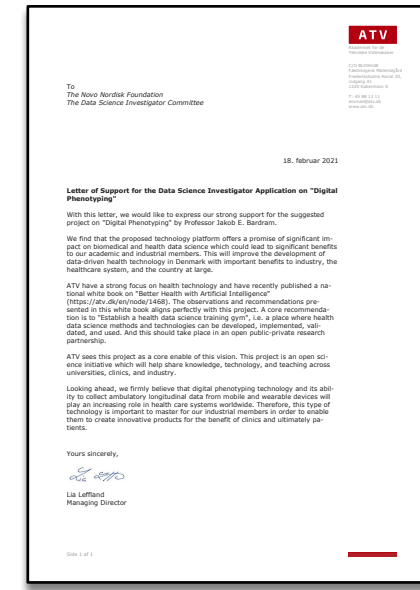 ATV
Akademiet for de
Tekniske Videnskaber
To
The Novo Nordisk Foundation
The Data Science Investigator Committee
18. februar 2021
Letter of Support for the Data Science Investigator Application on "Digital
Phenotyping"
With this letter, we would like to express our strong support for the suggested
project on "Digital Phenotyping" by Professor Jakob E. Bardram.
We find that the proposed technology platform offers a promise of significant im-
pact on biomedical and health data science which could lead to significant benefits
to our academic and industrial members. This will improve the development of
data-driven health technology in Denmark with important benefits to industry, the
healthcare system, and the country at large.
ATV have a strong focus on health technology and have recently published a na-
tional white book on "Better Health with Artificial Intelligence"
(https://atv.dk/en/node/1468). The observations and recommendations pre-
sented in this white book aligns perfectly with this project. A core recommenda-
tion is to "Establish a health data science training gym", i.e. a place where health
data science methods and technologies can be developed, implemented, vali-
dated, and used. And this should take place in an open public-private research
partnership.
ATV sees this project as a core enable of this vision. This project is an open sci-
ence initiative which will help share knowledge, technology, and teaching across
universities, clinics, and industry.
Looking ahead, we firmly believe that digital phenotyping technology and its abil-
ity to collect ambulatory longitudinal data from mobile and wearable devices will
play an increasing role in health care systems worldwide. Therefore, this type of
technology is important to master for our industrial members in order to enable
them to create innovative products for the benefit of clinics and ultimately pa-
tients.
Yours sincerely,
Lia Leffland
Managing Director
Side 1 af 1